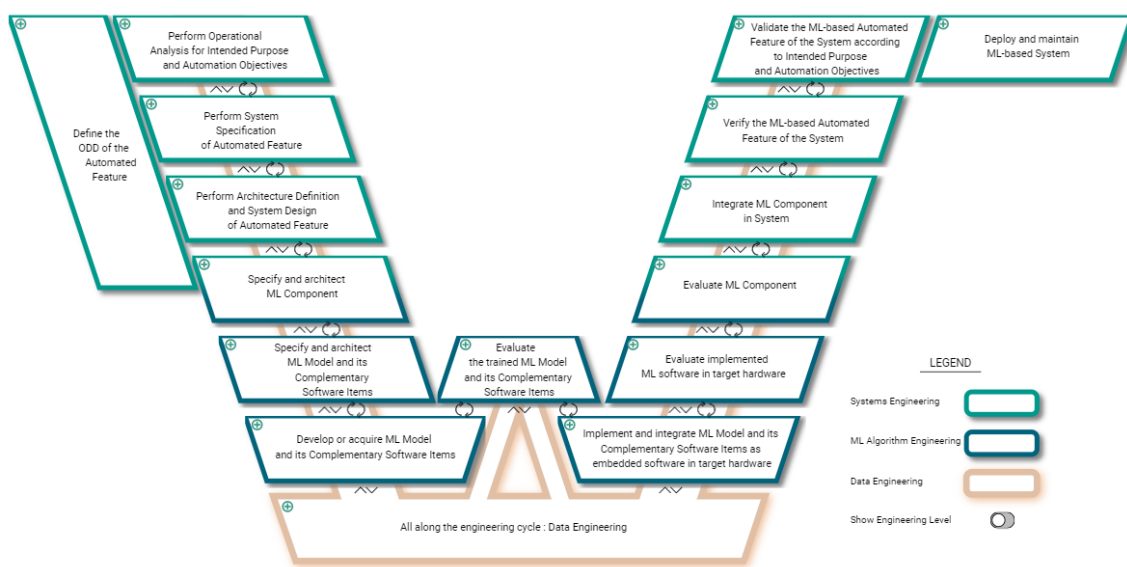 Perform Operational
Analysis for Intended Purpose
and Automation Objectives
Validate the ML-based Automated
Feature of the System according
to Intended Purpose
and Automation Objectives
Deploy and maintain
ML-based System
Define the
ODD of the
Automated
Feature
Perform System
Specification
of Automated Feature
Verify the ML-based Automated
Feature of the System
Perform Architecture Definition
and System Design
of Automated Feature
Integrate ML Component
in System
Specify and architect
ML Component
Evaluate ML Component
Specify and architect
ML Model and its
Complementary
Software Items
Evaluate
the trained ML Model
and its Complementary
Software Items
Evaluate implemented
ML software in target hardware
Develop or acquire ML Model
and its Complementary Software Items
Implement and integrate ML Model and its
Complementary Software Items as
embedded software in target hardware
All along the engineering cycle : Data Engineering
LEGEND
Systems Engineering
ML Algorithm Engineering
Data Engineering
Show Engineering Level